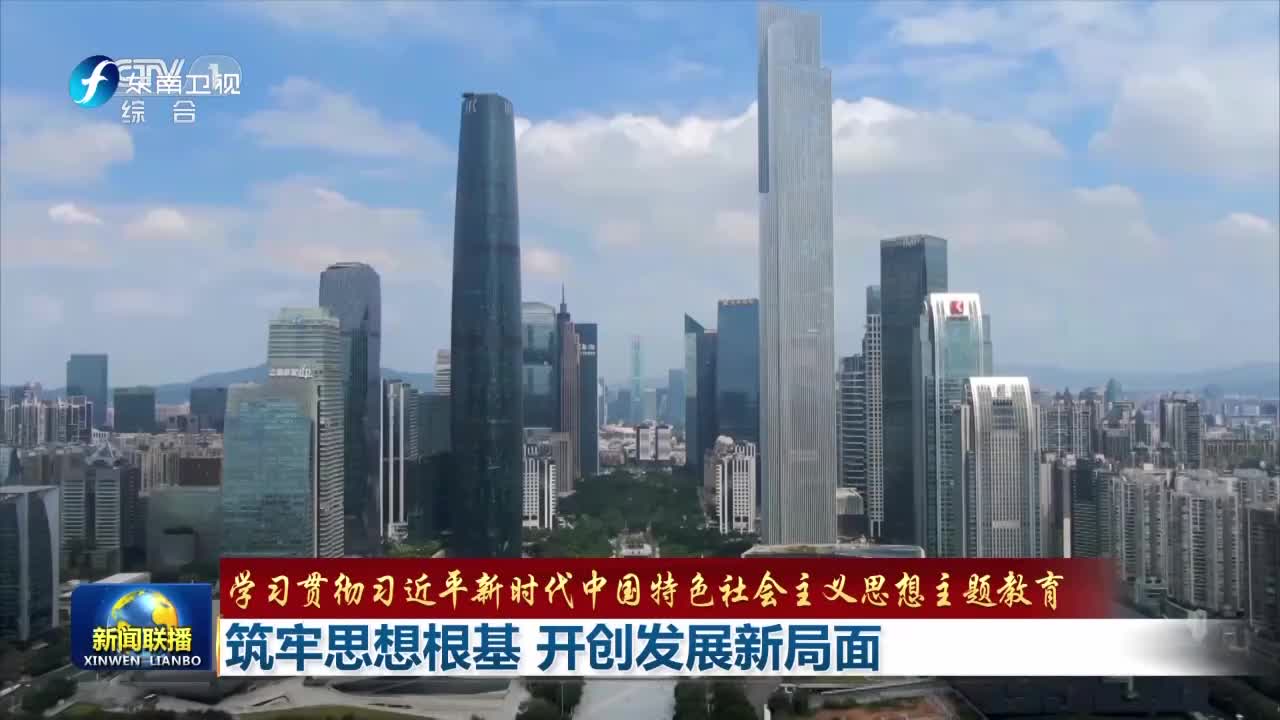 东南卫视
综合
学习贯彻习近平新时代中国特色社会主义思想主题教育
筑牢思想根基 开创发展新局面
新闻联播
XINWEN LIANBO